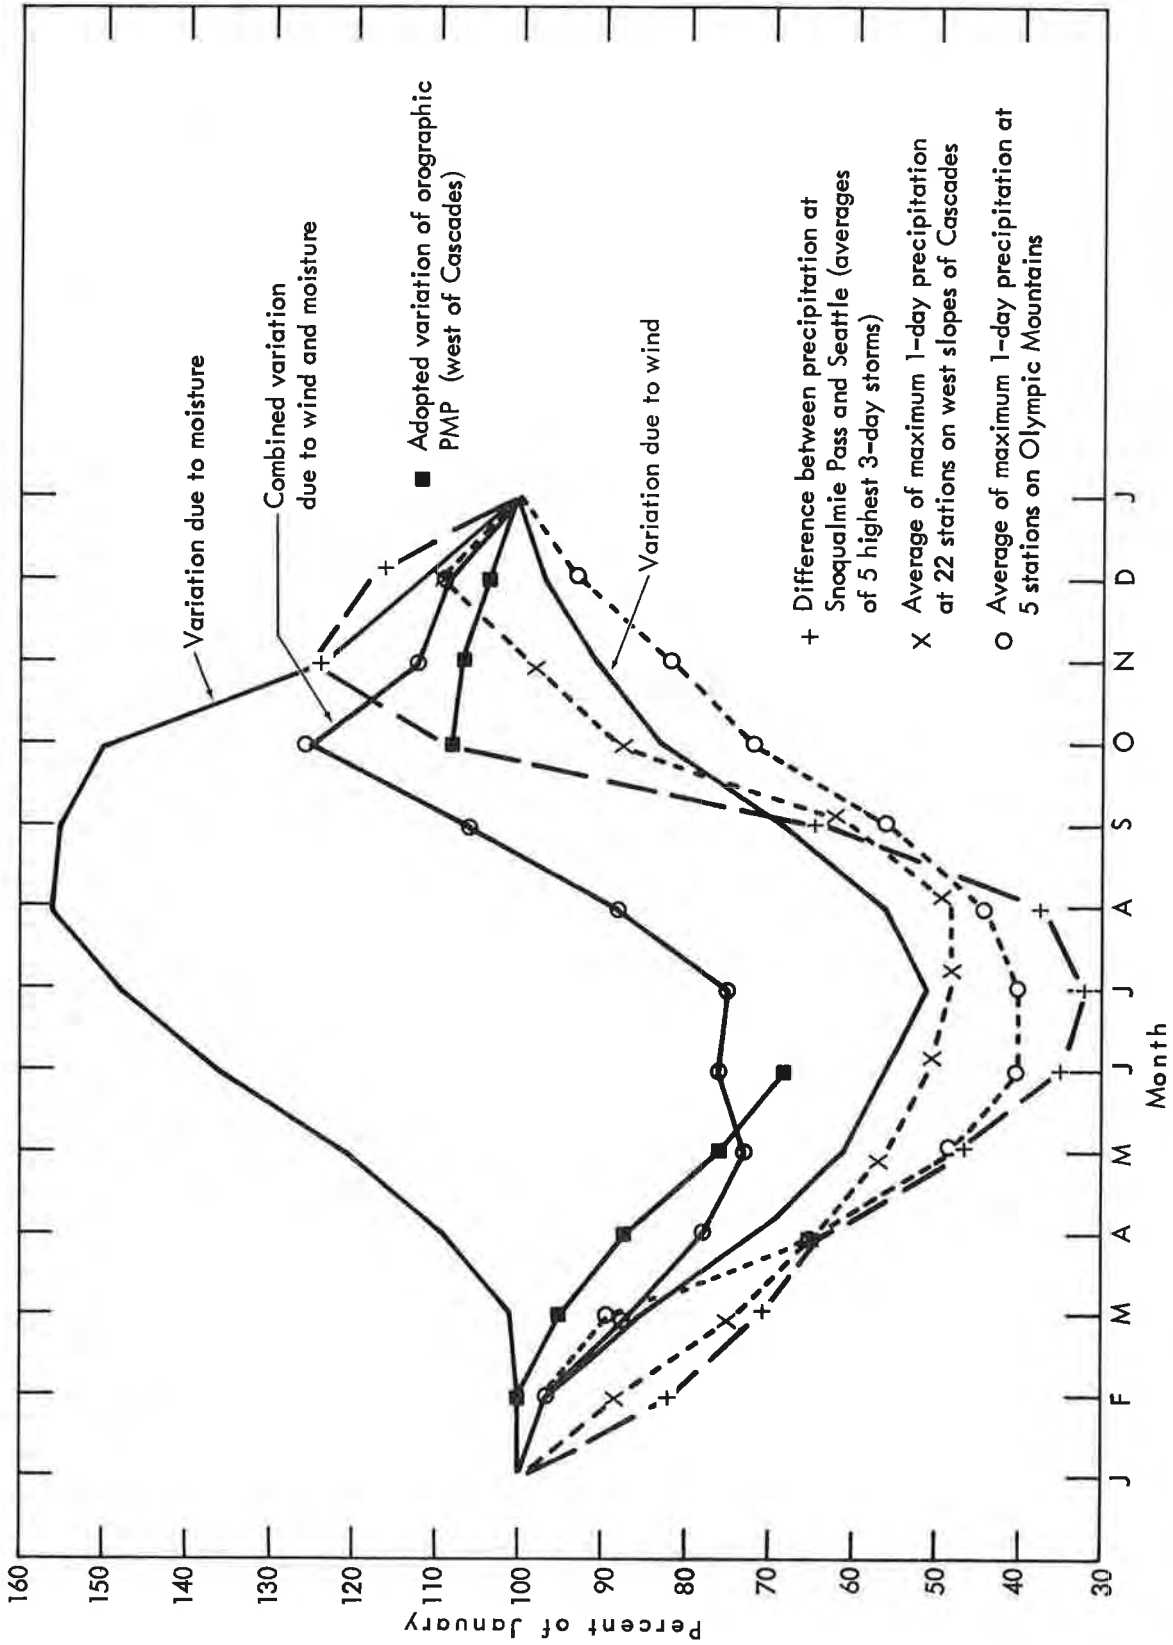 160
150
140
130
120
110
100
90
80
70
60
50
40
30
Percent of January
Variation due to moisture
Combined variation
due to wind and moisture
■ Adopted variation of orographic
PMP (west of Cascades)
Variation due to wind
+ Difference between precipitation at
Snoqualmie Pass and Seattle (averages
of 5 highest 3-day storms)
X Average of maximum 1-day precipitation
at 22 stations on west slopes of Cascades
O Average of maximum 1-day precipitation at
5 stations on Olympic Mountains
J F M A M J J A S O N D J
Month